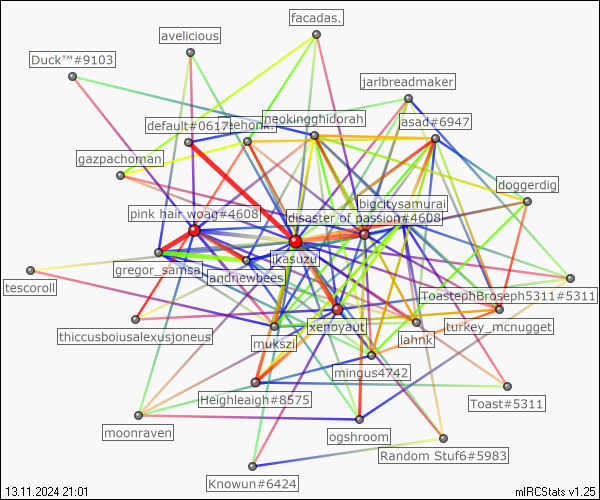 facadas.
avelicious
Duck™#9103
jarlbreadmaker
neokingghidorah
asad#6947
default#0617
eehonk.
gazpachoman
doggerdig
bigcitysamurai
pink hair woag#4608
disaster of passion#4608
jikasuzu
gregor_samsa
andnewbees
tescoroll
ToastephBroseph5311#5311
thiccusboiusalexusjoneus
xenoyaut
turkey_mcnugget
lahnk
mukszi
mingus4742
Heighleaigh#8575
Toast#5311
moonraven
ogshroom
Random Stuf6#5983
Knowun#6424
13.11.2024 21:01
mIRCStats v1.25